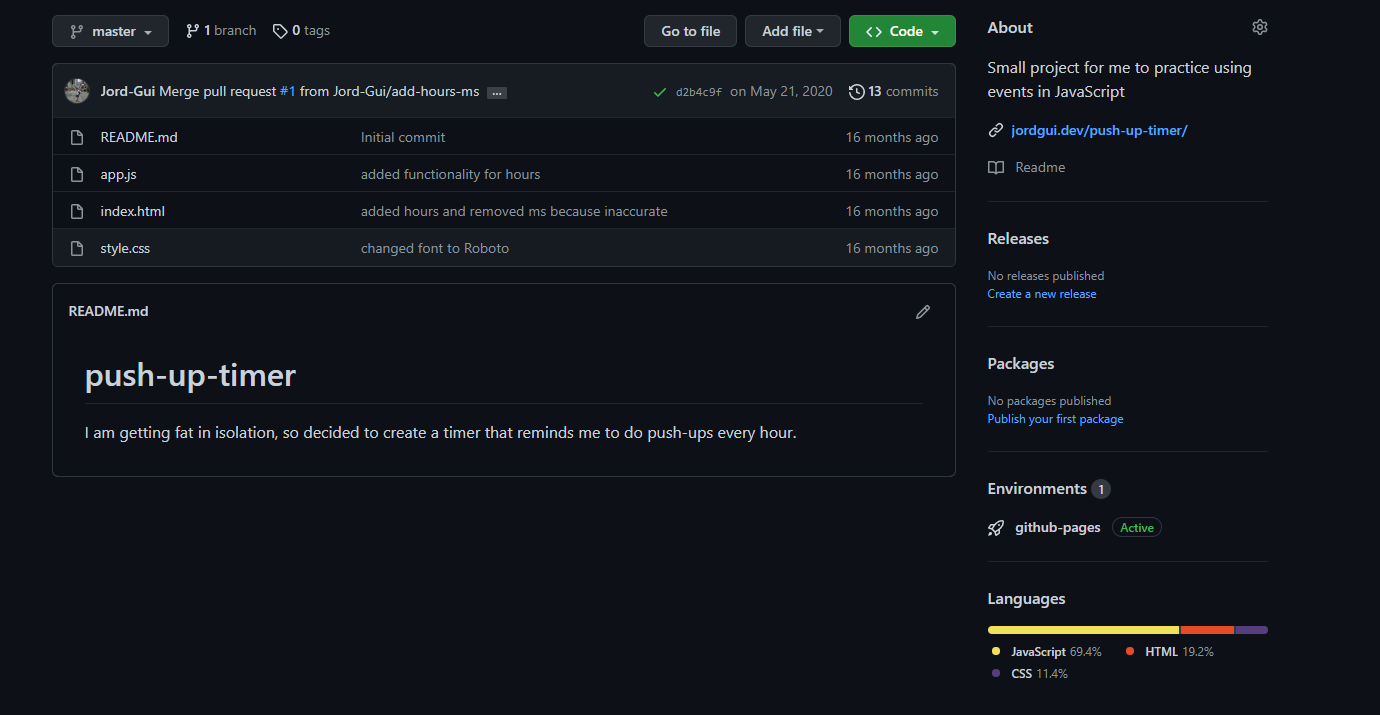 master 1 branch 0 tags Go to file Add file Code
Jord-Gui Merge pull request #1 from Jord-Gui/add-hours-ms ... d2b4c9f on May 21, 2020 13 commits
README.md Initial commit 16 months ago
app.js added functionality for hours 16 months ago
index.html added hours and removed ms because inaccurate 16 months ago
style.css changed font to Roboto 16 months ago
README.md
push-up-timer
I am getting fat in isolation, so decided to create a timer that reminds me to do push-ups every hour.
About
Small project for me to practice using
events in JavaScript
jordgui.dev/push-up-timer/
Readme
Releases
No releases published
Create a new release
Packages
No packages published
Publish your first package
Environments 1
github-pages Active
Languages
JavaScript 69.4% HTML 19.2%
CSS 11.4%